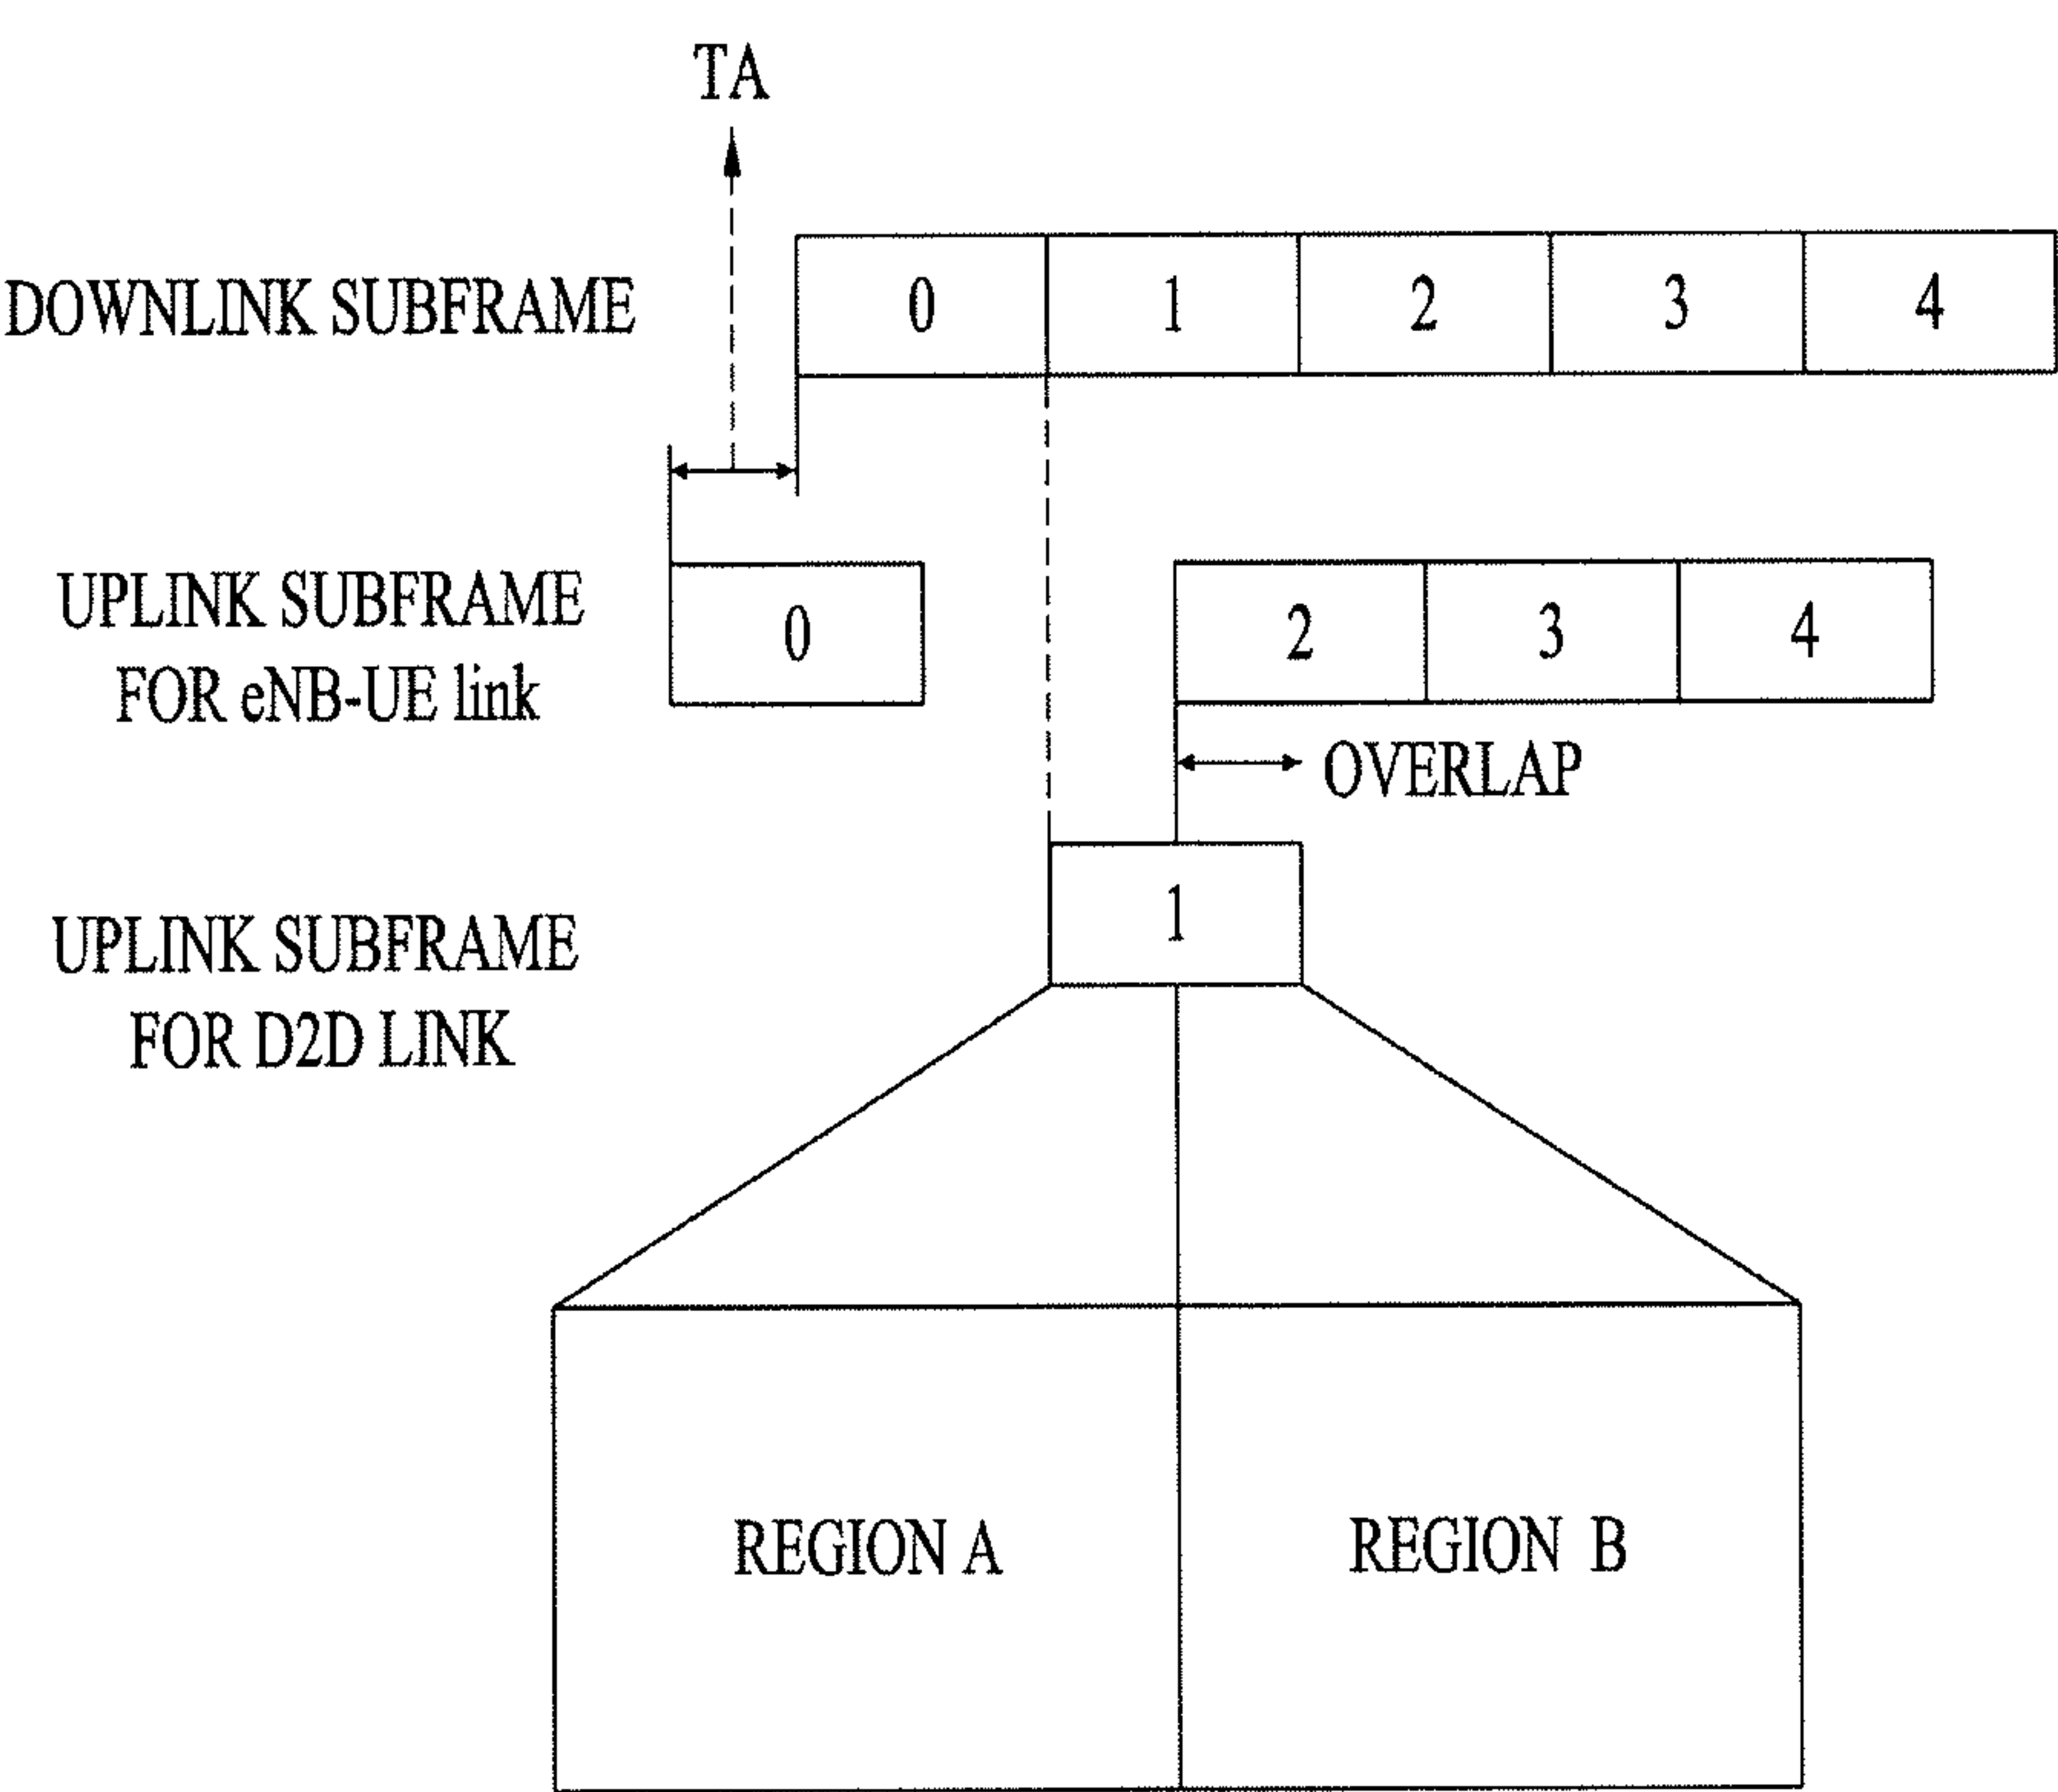 TA
DOWNLINK SUBFRAME 0 1 2 3 4
UPLINK SUBFRAME
FOR eNB-UE link
0 2 3 4
OVERLAP
UPLINK SUBFRAME
FOR D2D LINK
1
REGION A REGION B